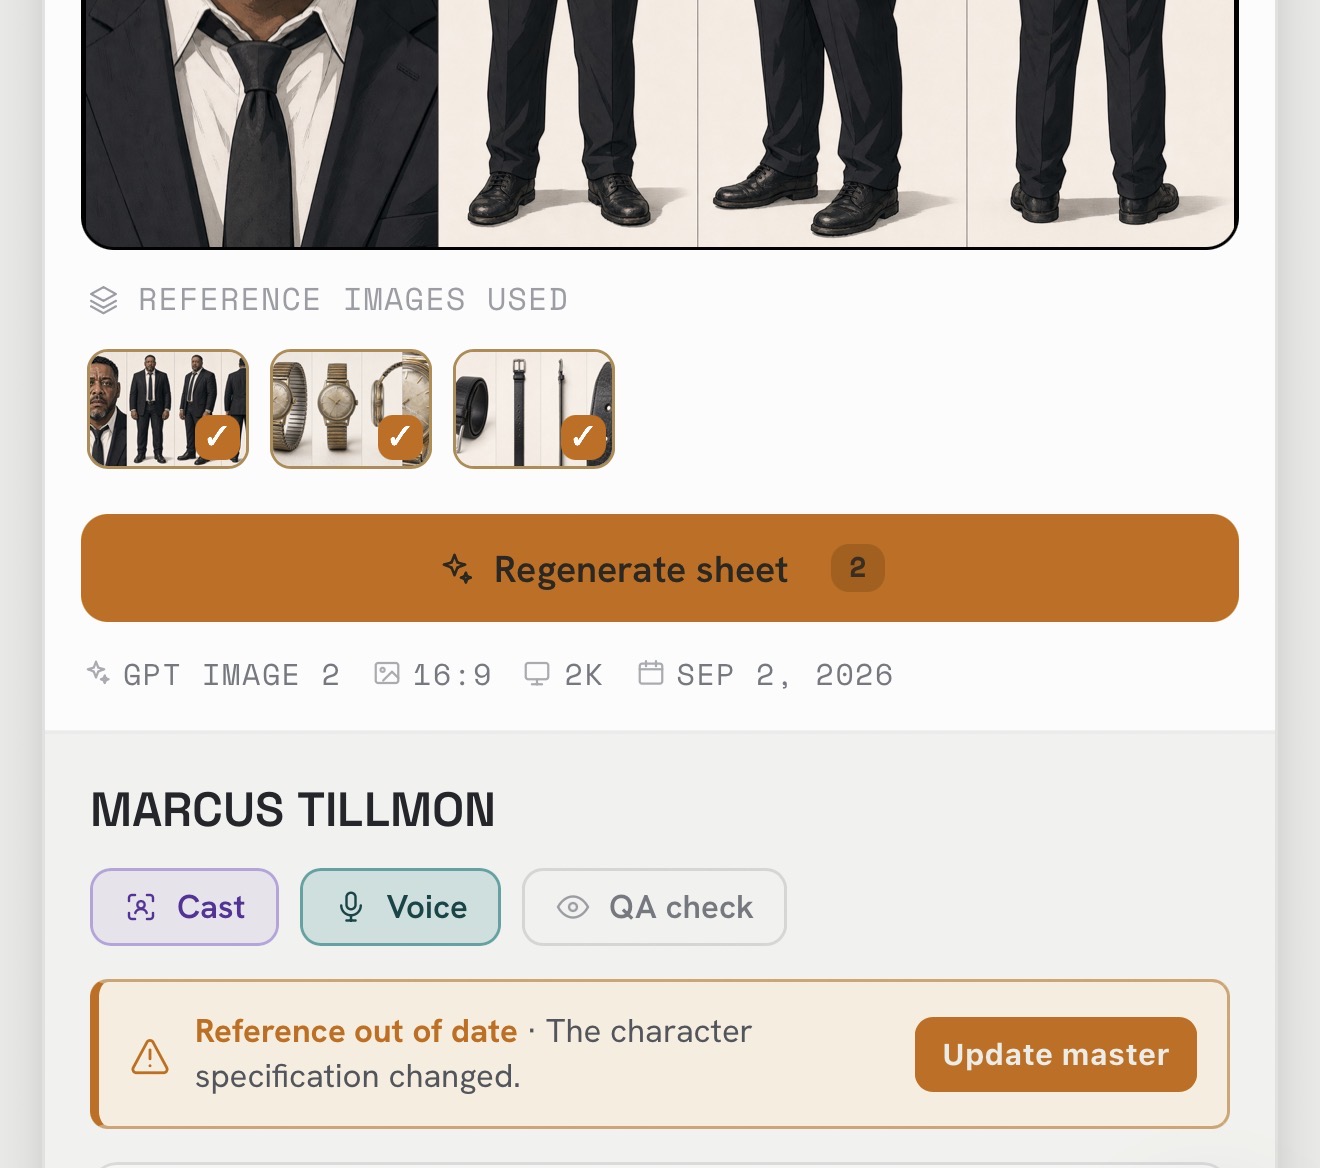 REFERENCE IMAGES USED
Regenerate sheet 2
GPT IMAGE 2 16:9 2K SEP 2, 2026
MARCUS TILLMON
Cast Voice QA check
Reference out of date · The character
specification changed.
Update master